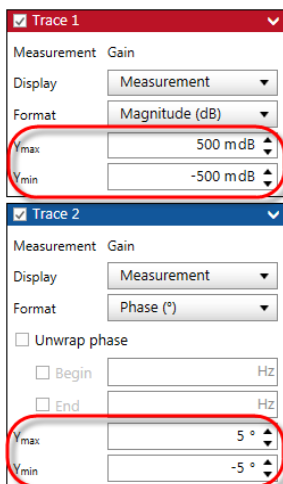 Trace 1
Measurement Gain
Display Measurement
Format Magnitude (dB)
Ymax 500 mdB
Ymin -500 mdB
Trace 2
Measurement Gain
Display Measurement
Format Phase (°)
Unwrap phase
Begin Hz
End Hz
Ymax 5 °
Ymin -5 °